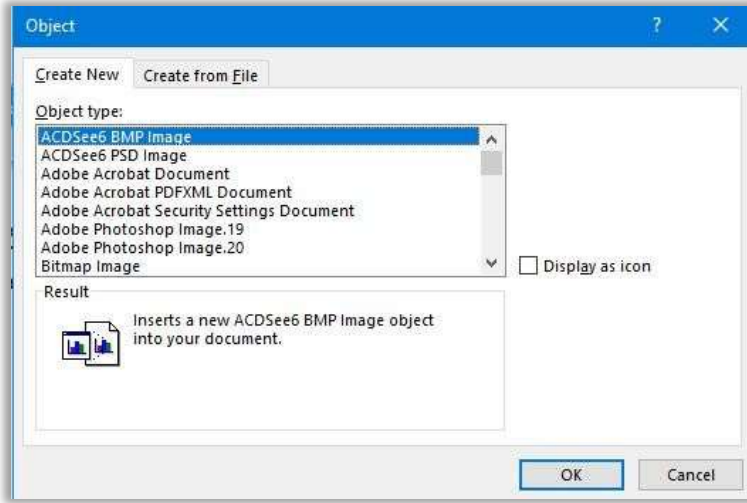 Object
Create New
Create from File
Object type:
ACDSee6 BMP Image
ACDSee6 PSD Image
Adobe Acrobat Document
Adobe Acrobat PDFXML Document
Adobe Acrobat Security Settings Document
Adobe Photoshop Image.19
Adobe Photoshop Image.20
Bitmap Image
Display as icon
Result
Inserts a new ACDSee6 BMP Image object
into your document.
OK
Cancel